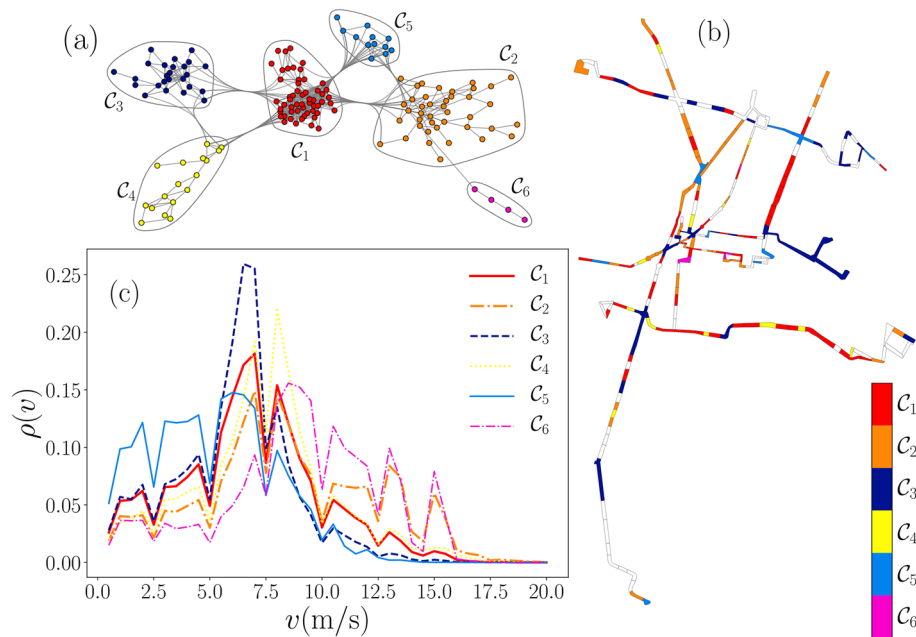 (a)
C₅
C₂
C₃
C₁
C₄
C₆
(b)
(c)
0.25
0.20
0.15
0.10
0.05
0.00
ρ(v)
C₁
C₂
C₃
C₄
C₅
C₆
0.0 2.5 5.0 7.5 10.0 12.5 15.0 17.5 20.0
v(m/s)
C₁
C₂
C₃
C₄
C₅
C₆